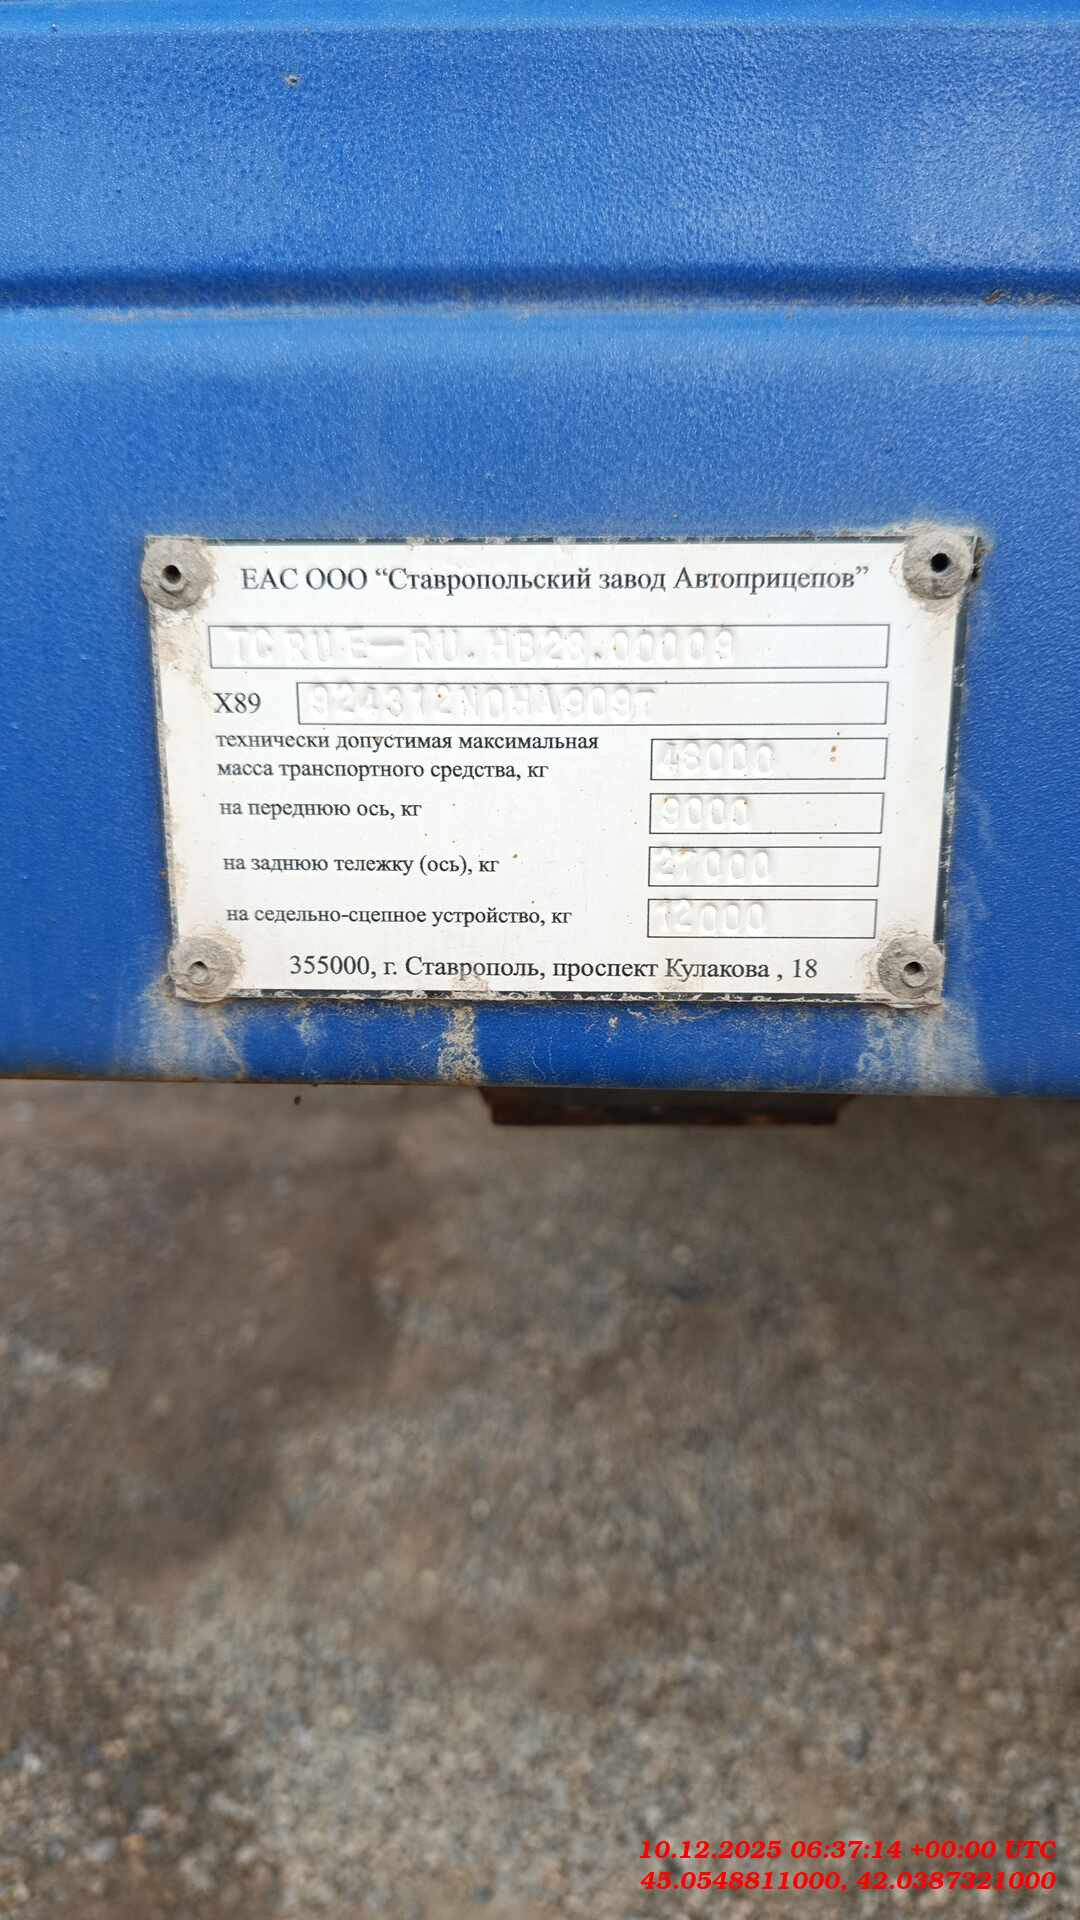 ЕАС ООО “Ставропольский завод Автоприцепов”
TC RU E-RU.HB28.00009
X89
технически допустимая максимальная
масса транспортного средства, кг 48000
на переднюю ось, кг 9000
на заднюю тележку (ось), кг 27000
на седельно-сцепное устройство, кг 12000
355000, г. Ставрополь, проспект Кулакова , 18
10.12.2025 06:37:14 +00:00 UTC
45.0548811000, 42.0387321000